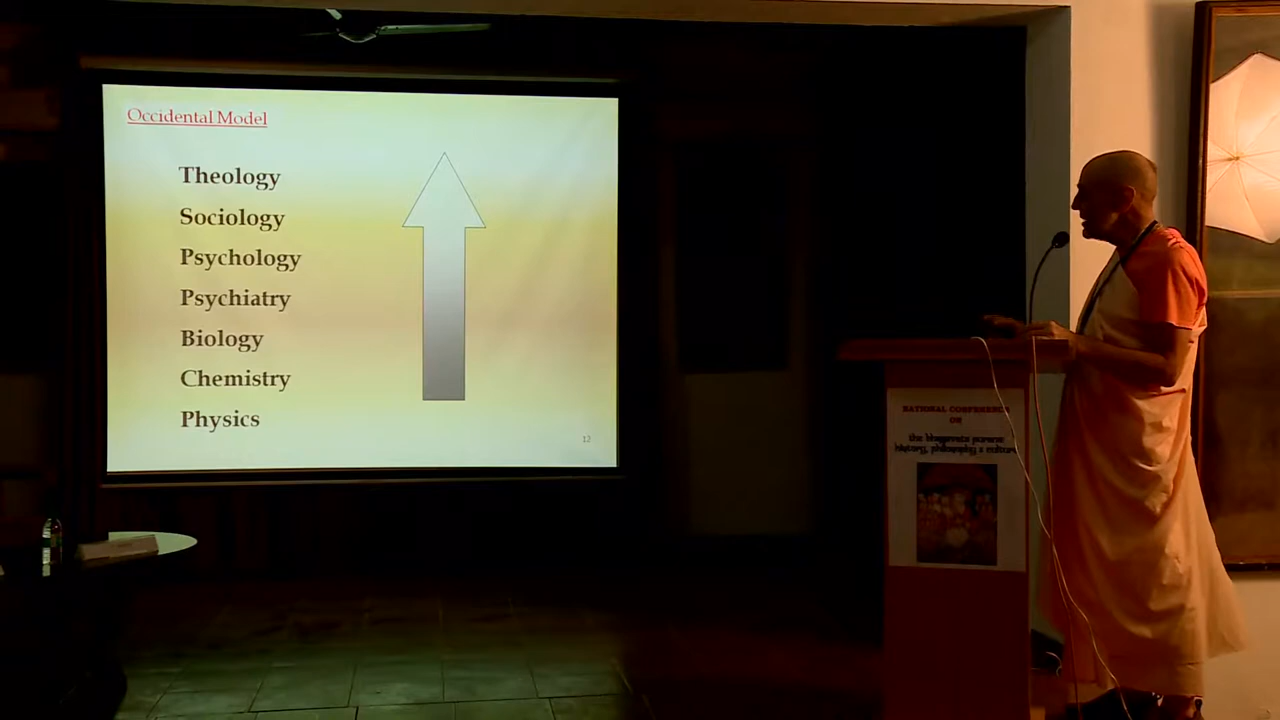 Occidental Model
Theology
Sociology
Psychology
Psychiatry
Biology
Chemistry
Physics
12
NATIONAL CONFERENCE
ON
the bhagavata purana
history, philosophy & culture